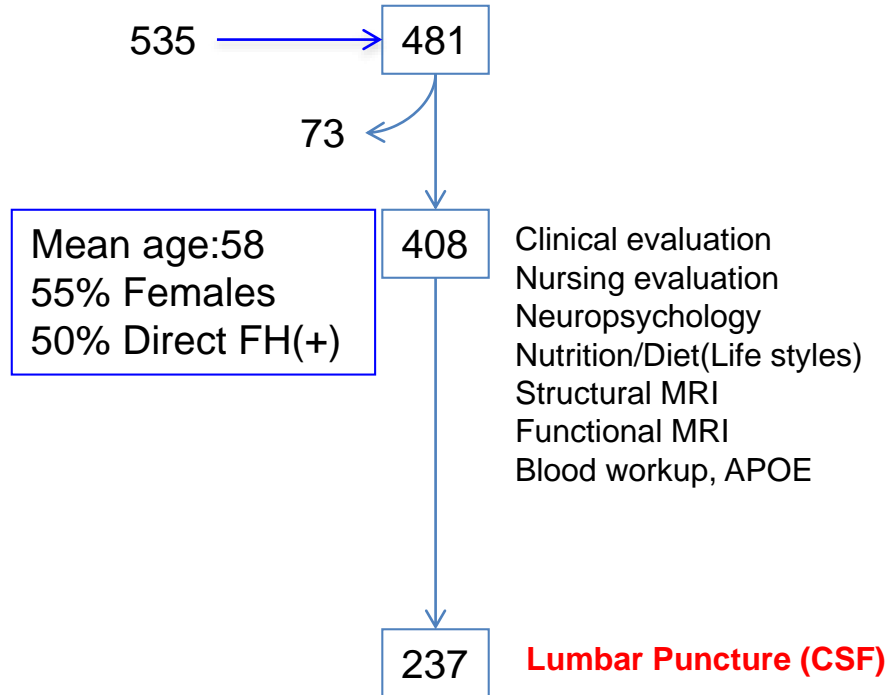 535
481
73
Mean age:58
55% Females
50% Direct FH(+)
408
Clinical evaluation
Nursing evaluation
Neuropsychology
Nutrition/Diet(Life styles)
Structural MRI
Functional MRI
Blood workup, APOE
237
Lumbar Puncture (CSF)